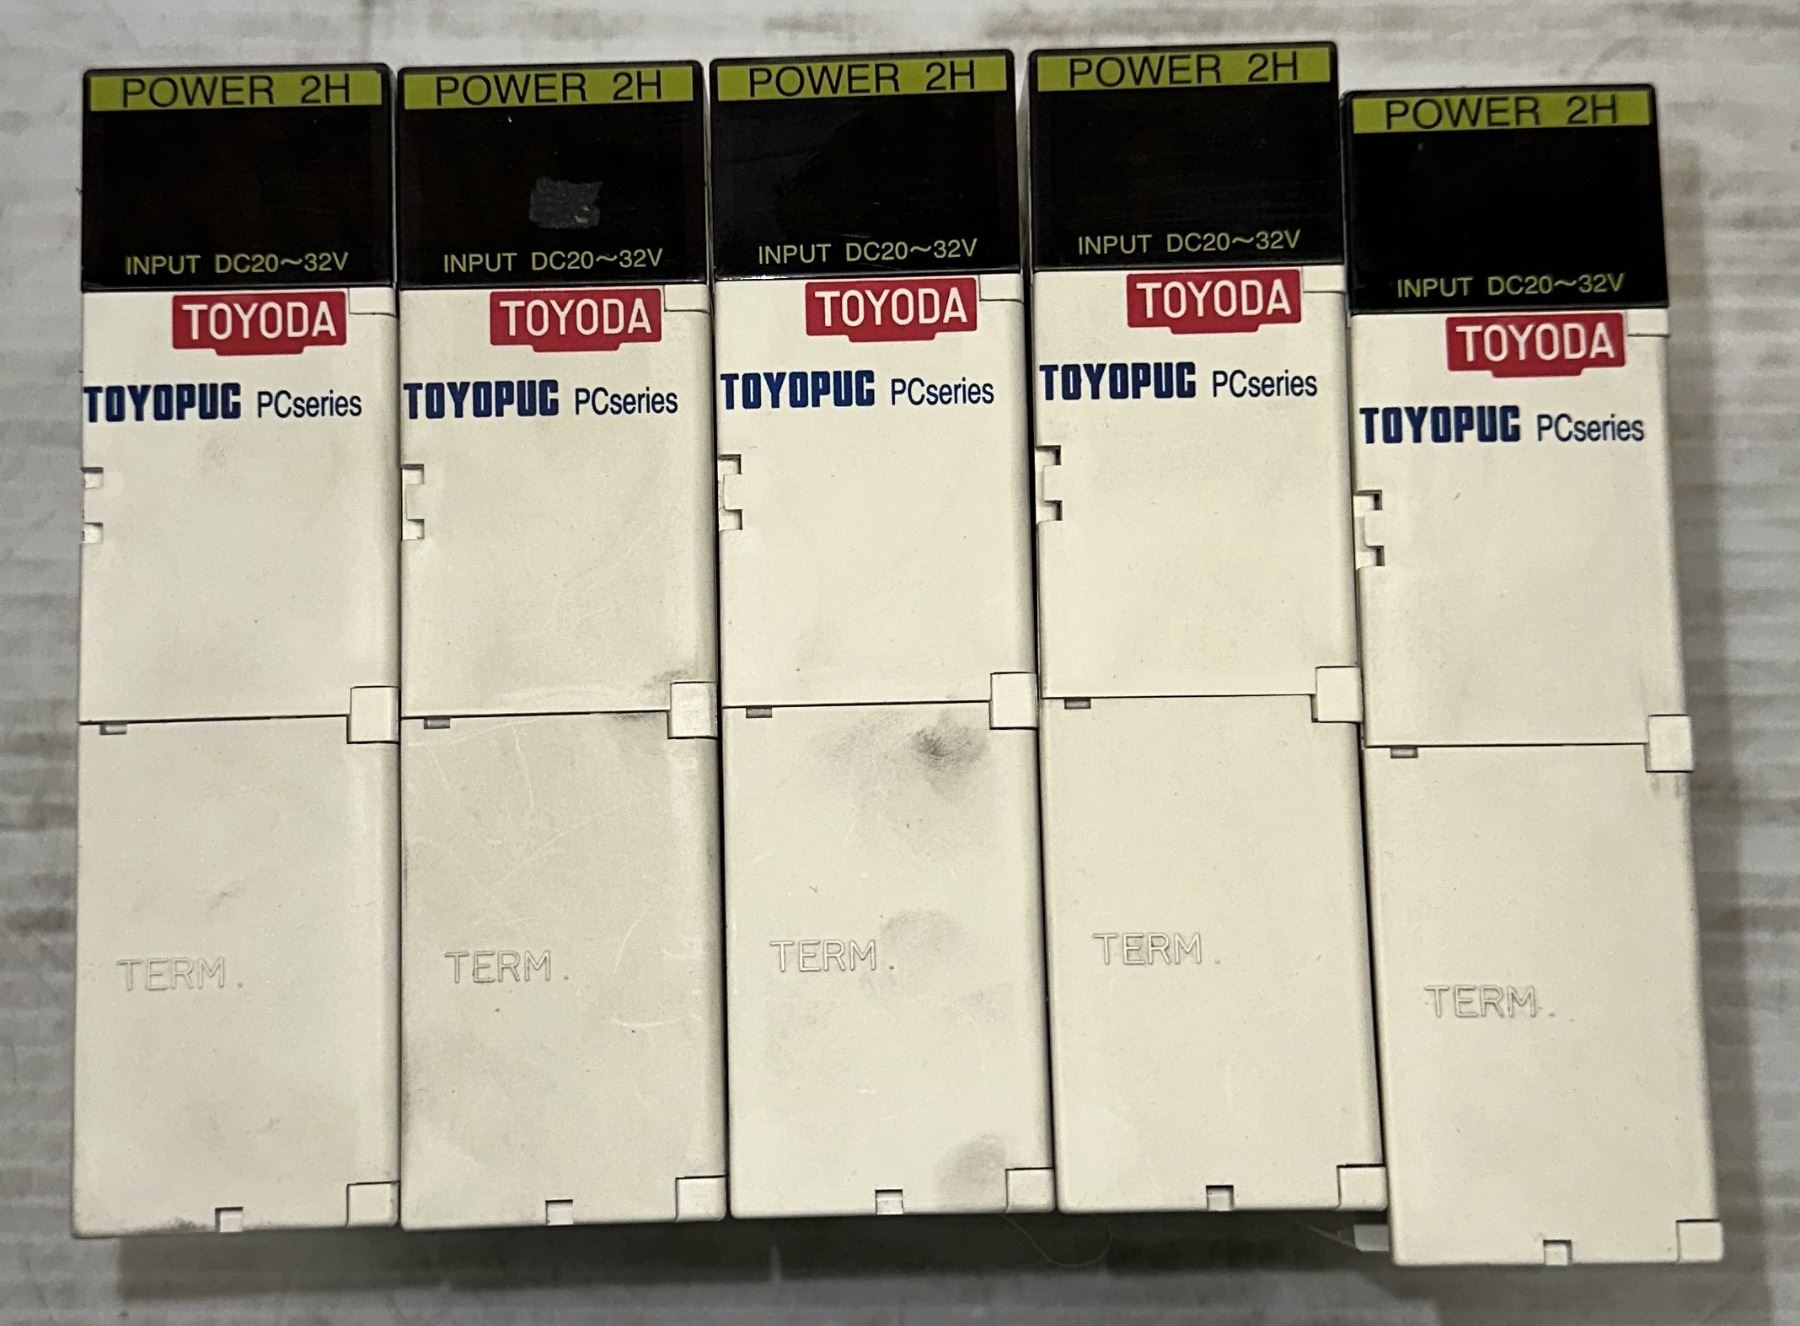 POWER 2H
INPUT DC20～32V
TOYODA
TOYOPUC PCseries
TERM.
POWER 2H
INPUT DC20～32V
TOYODA
TOYOPUC PCseries
TERM.
POWER 2H
INPUT DC20～32V
TOYODA
TOYOPUC PCseries
TERM.
POWER 2H
INPUT DC20～32V
TOYODA
TOYOPUC PCseries
TERM.
POWER 2H
INPUT DC20～32V
TOYODA
TOYOPUC PCseries
TERM.